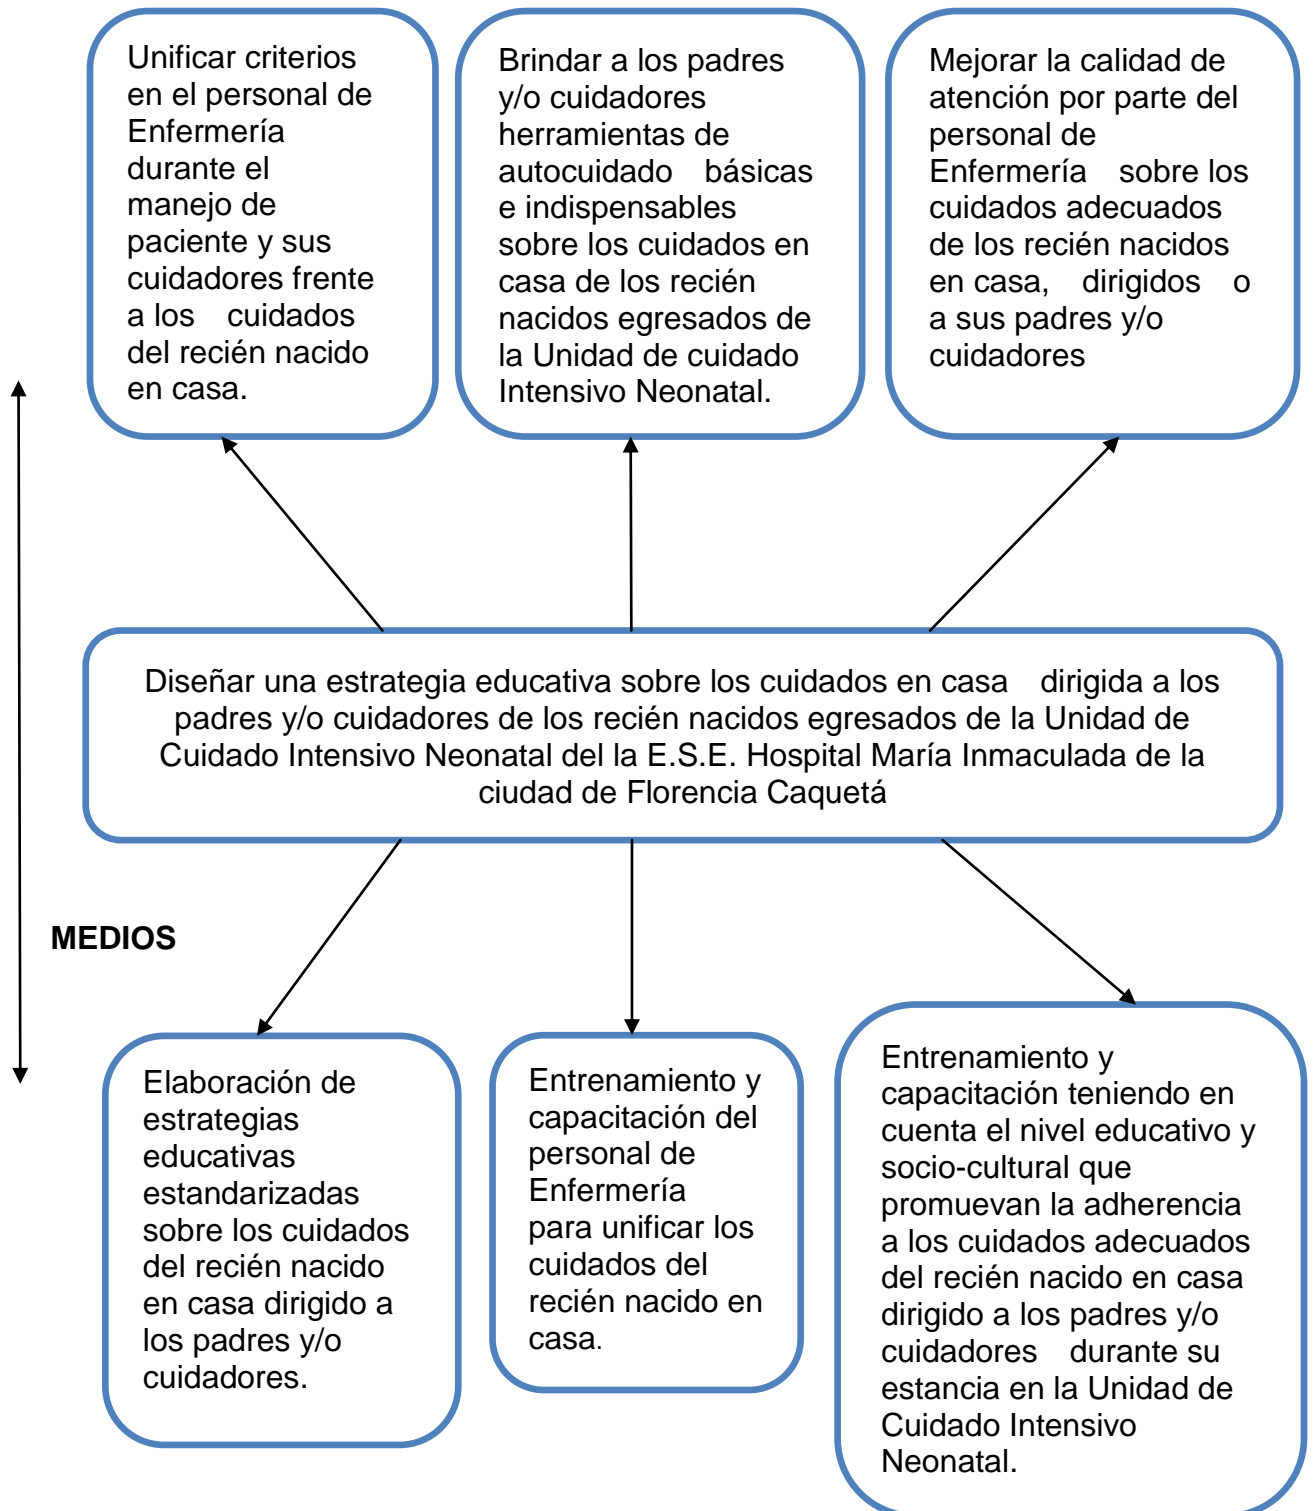 Unificar criterios
en el personal de
Enfermería
durante el
manejo de
paciente y sus
cuidadores frente
a los cuidados
del recién nacido
en casa.
Brindar a los padres
y/o cuidadores
herramientas de
autocuidado básicas
e indispensables
sobre los cuidados en
casa de los recién
nacidos egresados de
la Unidad de cuidado
Intensivo Neonatal.
Mejorar la calidad de
atención por parte del
personal de
Enfermería sobre los
cuidados adecuados
de los recién nacidos
en casa, dirigidos o
a sus padres y/o
cuidadores
Diseñar una estrategia educativa sobre los cuidados en casa dirigida a los
padres y/o cuidadores de los recién nacidos egresados de la Unidad de
Cuidado Intensivo Neonatal del la E.S.E. Hospital María Inmaculada de la
ciudad de Florencia Caquetá
MEDIOS
Elaboración de
estrategias
educativas
estandarizadas
sobre los cuidados
del recién nacido
en casa dirigido a
los padres y/o
cuidadores.
Entrenamiento y
capacitación del
personal de
Enfermería
para unificar los
cuidados del
recién nacido en
casa.
Entrenamiento y
capacitación teniendo en
cuenta el nivel educativo y
socio-cultural que
promuevan la adherencia
a los cuidados adecuados
del recién nacido en casa
dirigido a los padres y/o
cuidadores durante su
estancia en la Unidad de
Cuidado Intensivo
Neonatal.